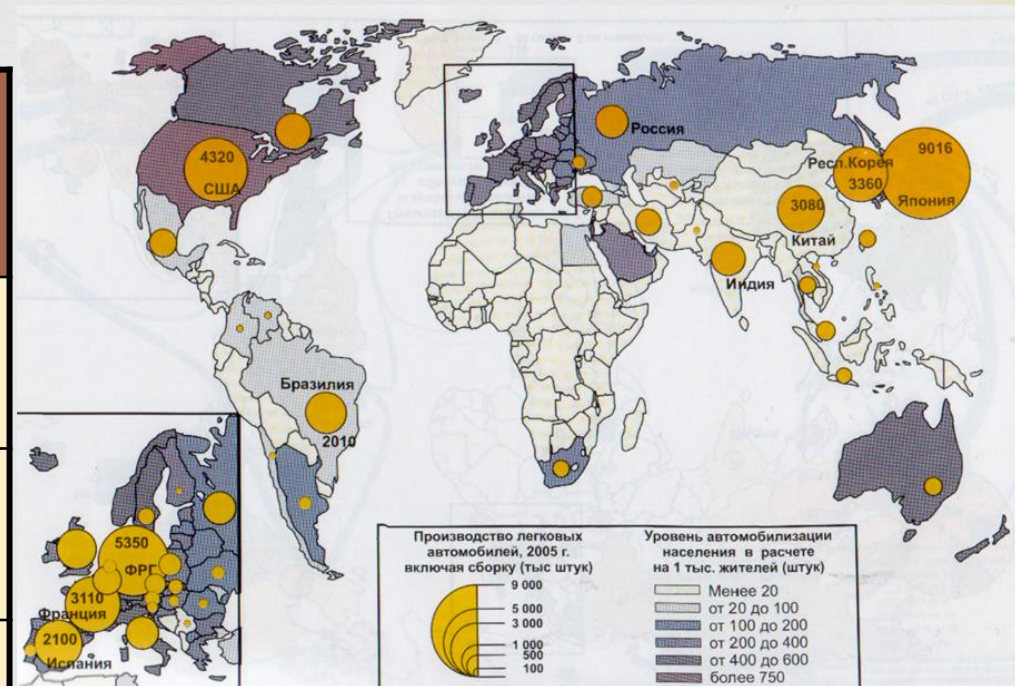 4320
США
Россия
9016
Респ.Корея
3360
Япония
3080
Китай
Индия
Бразилия
2010
5350
ФРГ
3110
Франция
2100
Испания
Производство легковых
автомобилей, 2005 г.
включая сборку (тыс штук)
9 000
5 000
3 000
1 000
500
100
Уровень автомобилизации
населения в расчете
на 1 тыс. жителей (штук)
Менее 20
от 20 до 100
от 100 до 200
от 200 до 400
от 400 до 600
более 750